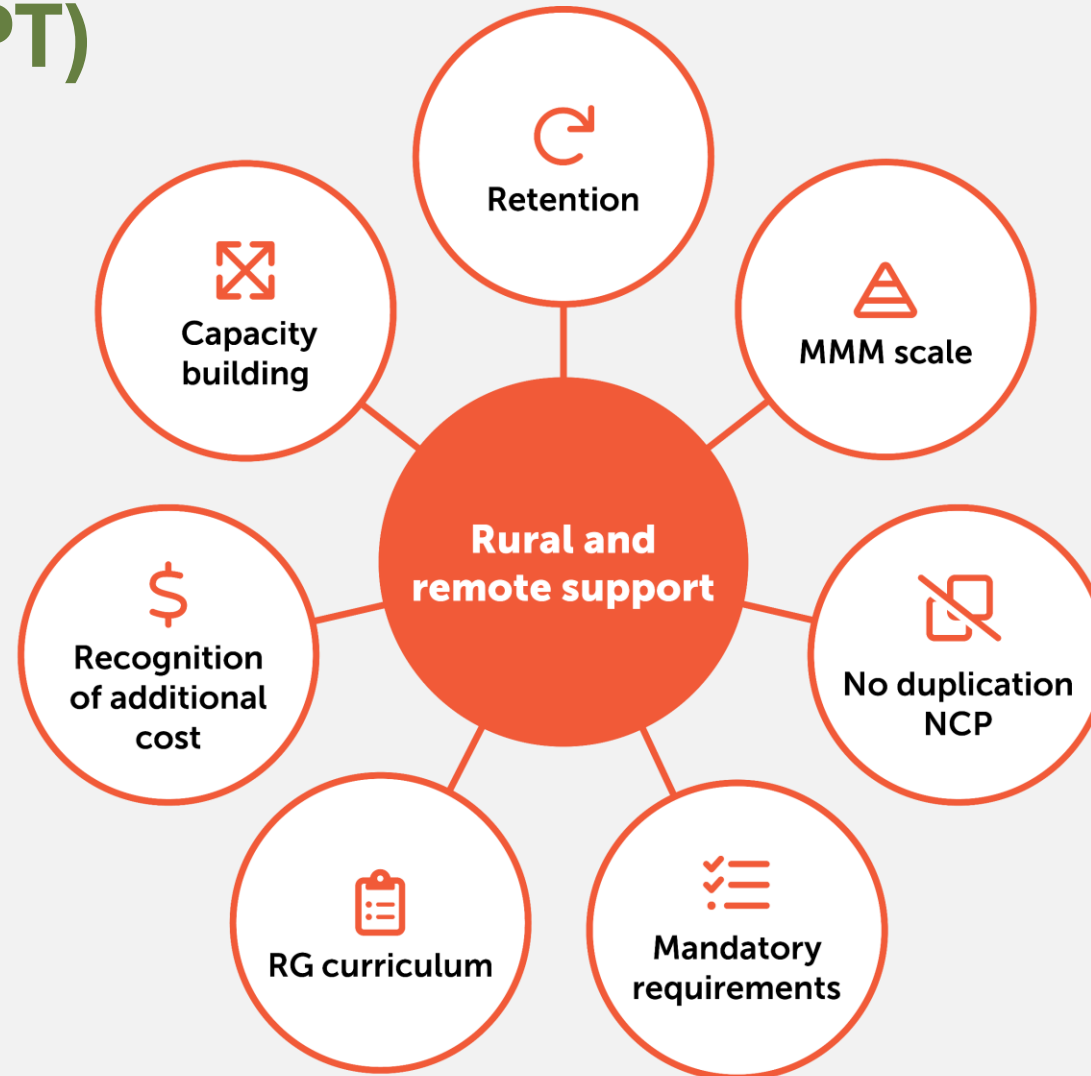 PT)
Retention
Capacity
building
MMM scale
Rural and
remote support
Recognition
of additional
cost
No duplication
NCP
RG curriculum
Mandatory
requirements